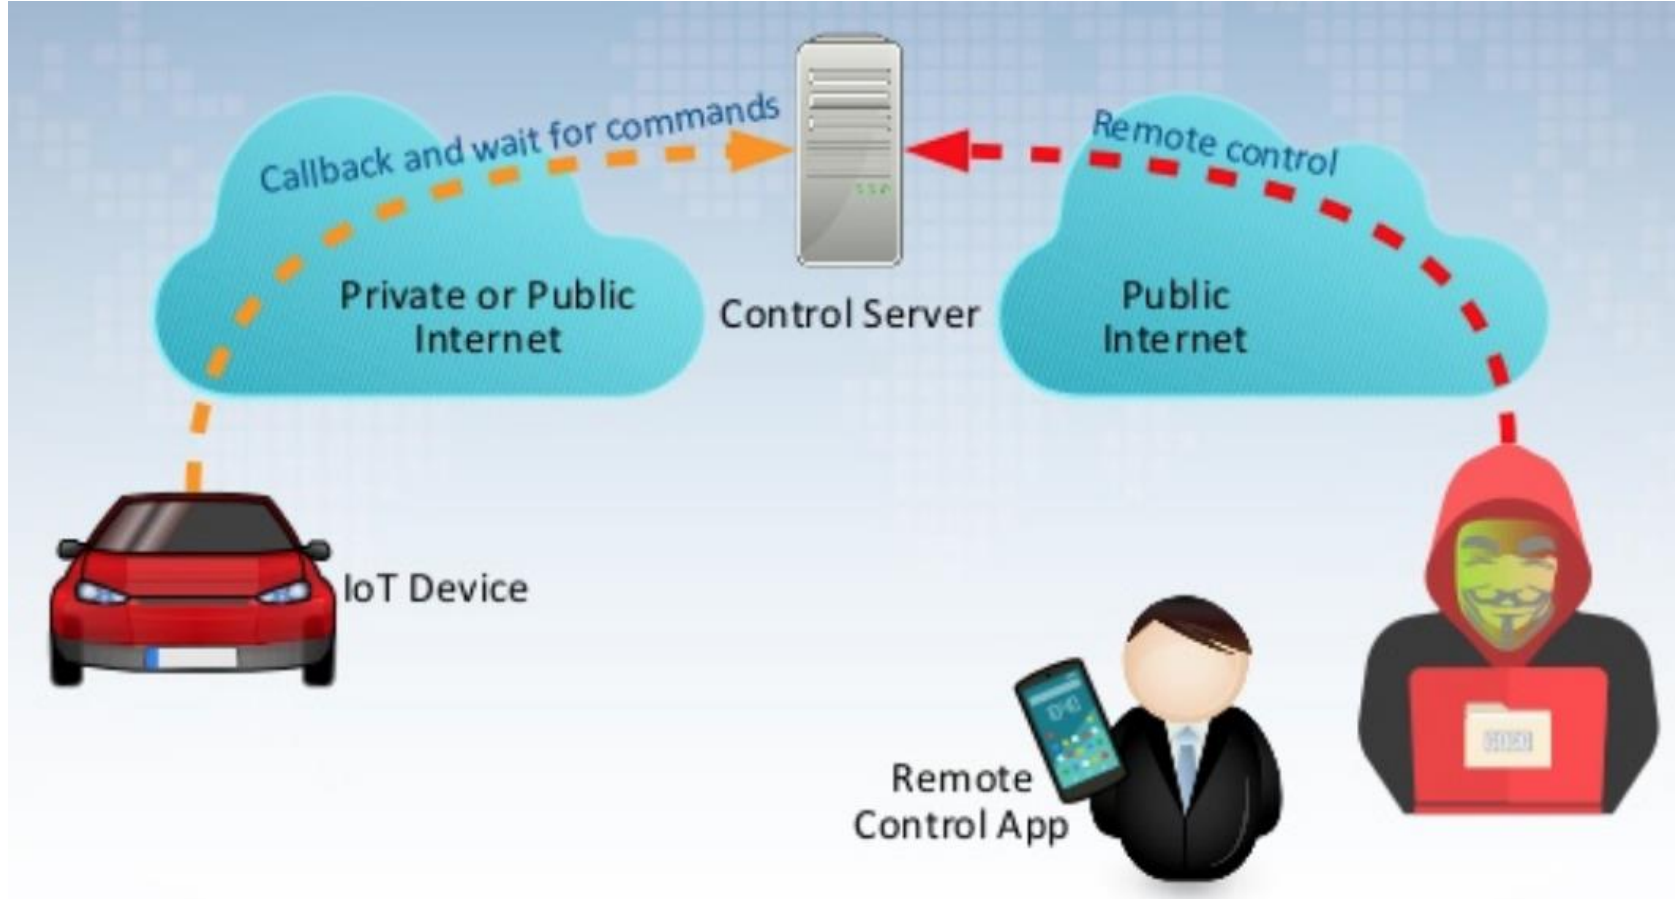 Callback and wait for commands
Remote control
Private or Public
Internet
Control Server
Public
Internet
IoT Device
Remote
Control App